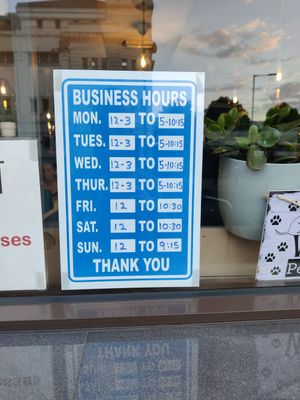 BUSINESS HOURS
MON. 12-3 TO 5-10:15
TUES. 12-3 TO 5-10:15
WED. 12-3 TO 5-10:15
THUR. 12-3 TO 5-10:15
FRI. 12 TO 10:30
SAT. 12 TO 10:30
SUN. 12 TO 9:15
THANK YOU